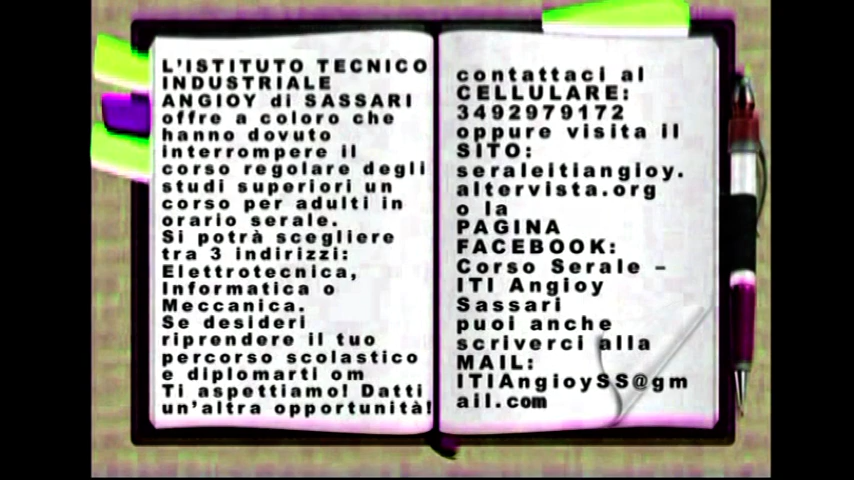 L'ISTITUTO TECNICO
INDUSTRIALE
ANGIOY di SASSARI
offre a coloro che
hanno dovuto
interrompere il
corso regolare degli
studi superiori un
corso per adulti in
orario serale.
Si potrà scegliere
tra 3 indirizzi:
Elettrotecnica,
Informatica o
Meccanica.
Se desideri
riprendere il tuo
percorso scolastico
e diplomarti om
Ti aspettiamo! Datti
un'altra opportunità!
contattaci al
CELLULARE:
3492979172
oppure visita il
SITO:
seraleitiangioy.
altervista.org
o la
PAGINA
FACEBOOK:
Corso Serale –
ITI Angioy
Sassari
puoi anche
scriverci alla
MAIL:
ITIAngioySS@gm
ail.com